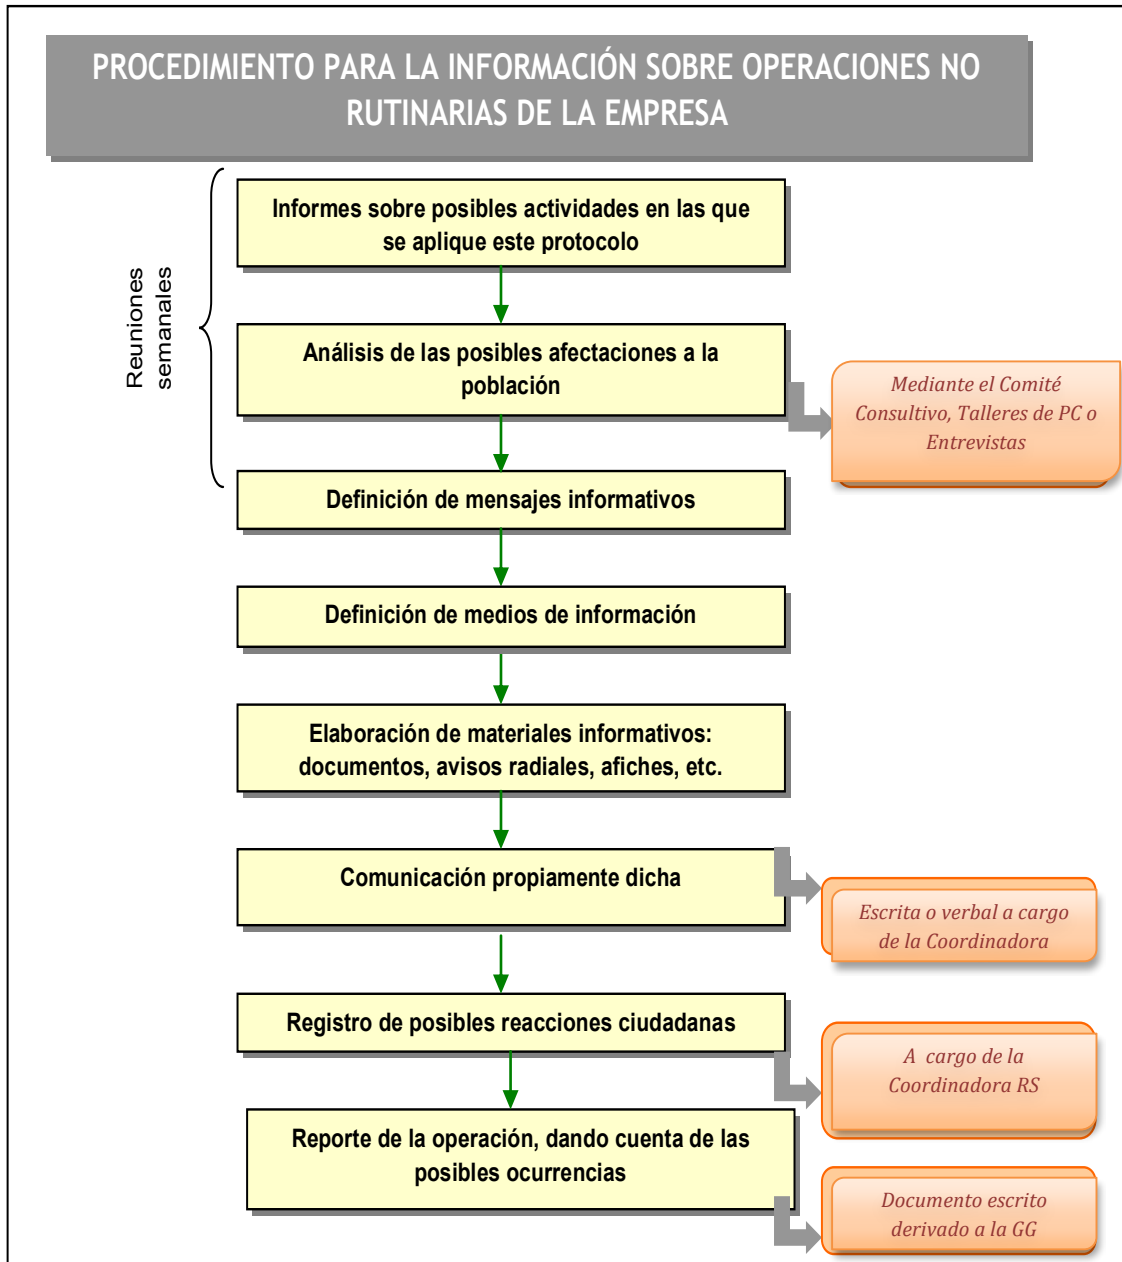 PROCEDIMIENTO PARA LA INFORMACIÓN SOBRE OPERACIONES NO
RUTINARIAS DE LA EMPRESA
Reuniones
semanales
Informes sobre posibles actividades en las que
se aplique este protocolo
Análisis de las posibles afectaciones a la
población
Mediante el Comité
Consultivo, Talleres de PC o
Entrevistas
Definición de mensajes informativos
Definición de medios de información
Elaboración de materiales informativos:
documentos, avisos radiales, afiches, etc.
Comunicación propiamente dicha
Escrita o verbal a cargo
de la Coordinadora
Registro de posibles reacciones ciudadanas
A cargo de la
Coordinadora RS
Reporte de la operación, dando cuenta de las
posibles ocurrencias
Documento escrito
derivado a la GG